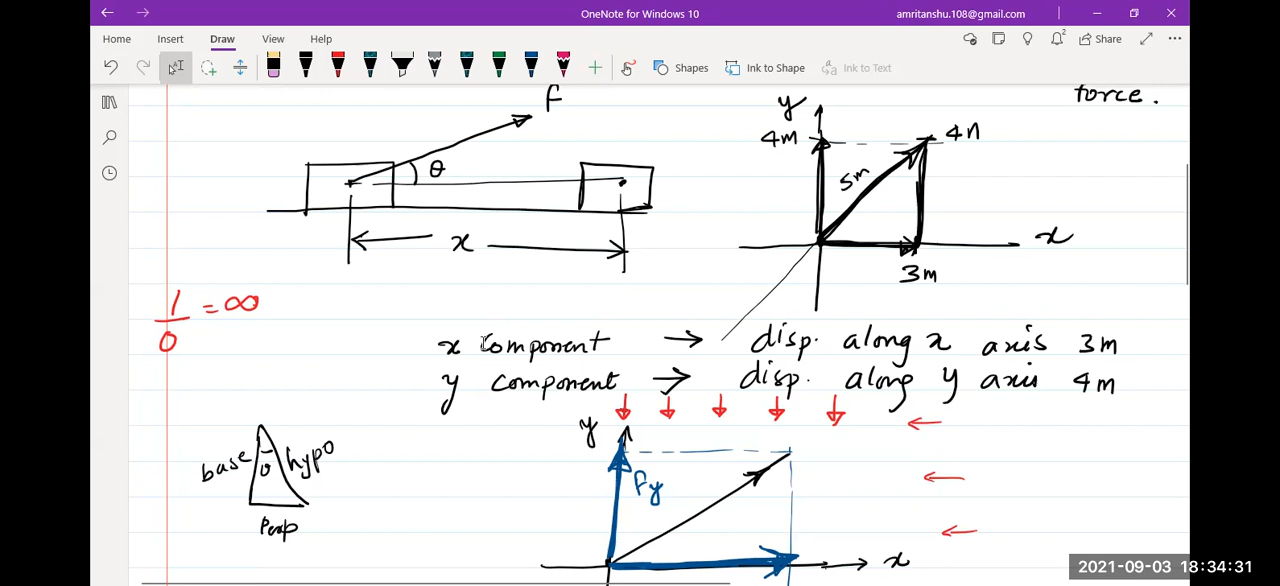 OneNote for Windows 10
amritanshu.108@gmail.com
Home Insert Draw View Help
Share
Shapes
Ink to Shape
Ink to Text
force.
F
θ
x
y
4m
4n
5m
x
3m
1/0 = ∞
x component → disp. along x axis 3m
y component → disp. along y axis 4m
y
Fy
x
base
θ
hypo
Perp
2021-09-03 18:34:31